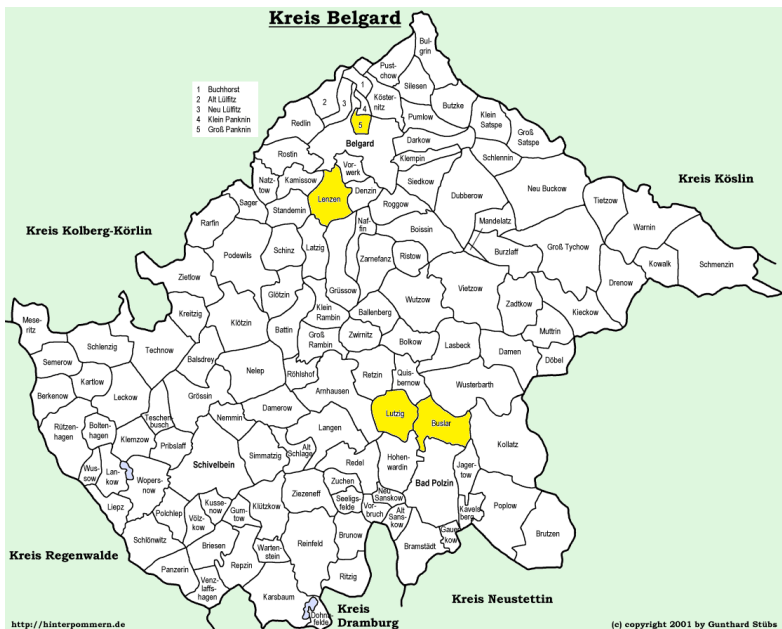 Kreis Belgard
1 Buchhorst
2 Alt Lülfitz
3 Neu Lülfitz
4 Klein Panknin
5 Groß Panknin
Bul-
grin
Pust-
chow
1
2
3
4
5
Köster-
nitz
Silesen
Butzke
Redlin
Pumlow
Klein
Satspe
Groß
Satspe
Belgard
Darkow
Rostin
Vor-
werk
Klempin
Schlennin
Natz-
tow
Kamissow
Siedkow
Neu Buckow
Kreis Köslin
Lenzen
Denzin
Dubberow
Sager
Standemin
Roggow
Tietzow
Rarfin
Naf-
fin
Mandelatz
Warnin
Kreis Kolberg-Körlin
Boissin
Podewils
Schinz
Latzig
Zarnefanz
Ristow
Burzlaff
Groß Tychow
Kowalk
Schmenzin
Zietlow
Drenow
Glötzin
Grüssow
Wutzow
Vietzow
Zadtkow
Kieckow
Kreitzig
Klötzin
Klein
Rambin
Ballenberg
Mese-
ritz
Battin
Groß
Rambin
Zwirnitz
Bolkow
Lasbeck
Muttrin
Schlenzig
Technow
Damen
Döbel
Semerow
Balsdrey
Kartlow
Nelep
Röhlshof
Retzin
Quis-
bernow
Wusterbarth
Berkenow
Leckow
Grössin
Arnhausen
Damerow
Lutzig
Buslar
Rützen-
hagen
Bolten-
hagen
Teschen-
busch
Nemmin
Langen
Klemzow
Pribslaff
Kollatz
Simmatzig
Alt
Schlage
Hohen-
wardin
Wus-
sow
Lan-
kow
Schivelbein
Redel
Jager-
tow
Wopers-
now
Bad Polzin
Zuchen
Ziezeneff
Neu
Sanskow
Liepz
Polchlep
Kusse-
now
Klützkow
Seeligs-
felde
Vor-
bruch
Alt
Sans-
kow
Kavels-
berg
Poplow
Völz-
kow
Gum-
tow
Gauer-
kow
Brutzen
Schlönwitz
Briesen
Warten-
stein
Reinfeld
Brunow
Bramstädt
Kreis Regenwalde
Panzerin
Repzin
Ritzig
Venz-
laffs-
hagen
Karsbaum
Kreis
Dramburg
Kreis Neustettin
Dohna-
felde
http://hinterpommern.de
(c) copyright 2001 by Gunthard Stübs